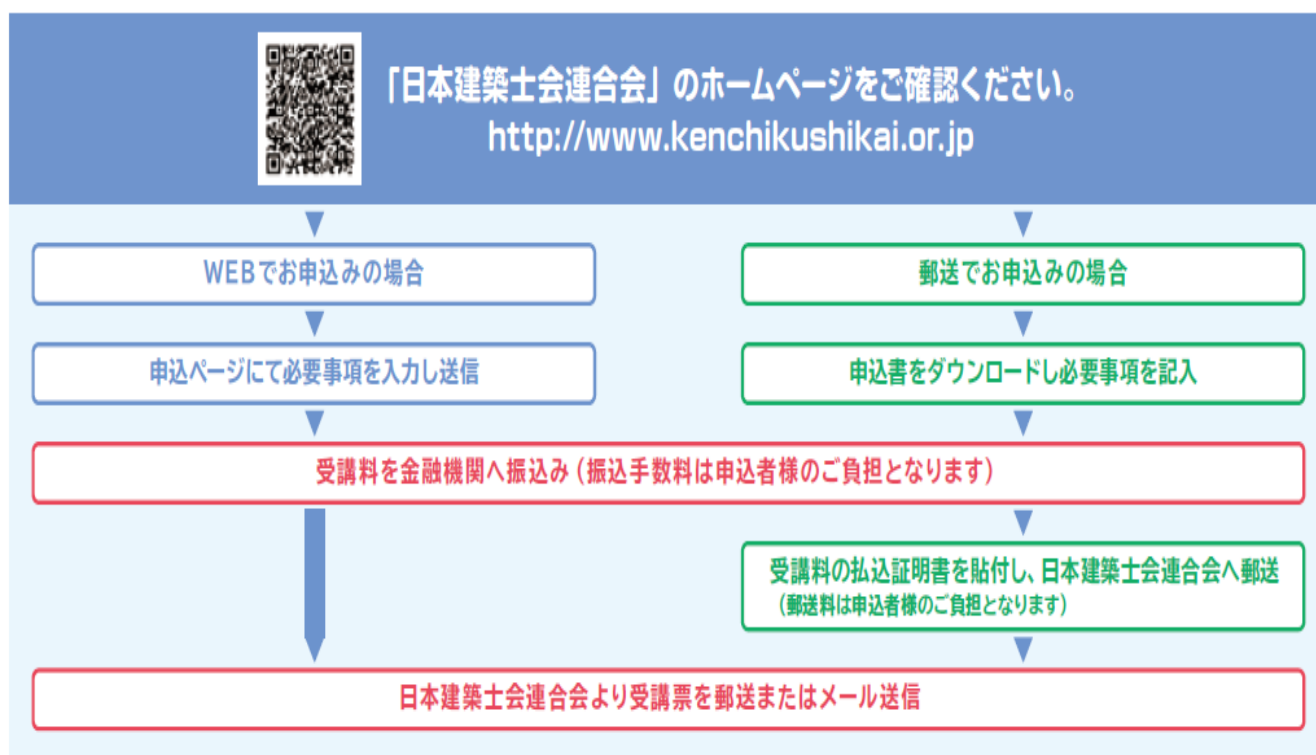 「日本建築士会連合会」のホームページをご確認ください。
http://www.kenchikushikai.or.jp
WEBでお申込みの場合
郵送でお申込みの場合
申込ページにて必要事項を入力し送信
申込書をダウンロードし必要事項を記入
受講料を金融機関へ振込み（振込手数料は申込者様のご負担となります）
受講料の払込証明書を貼付し、日本建築士会連合会へ郵送
（郵送料は申込者様のご負担となります）
日本建築士会連合会より受講票を郵送またはメール送信